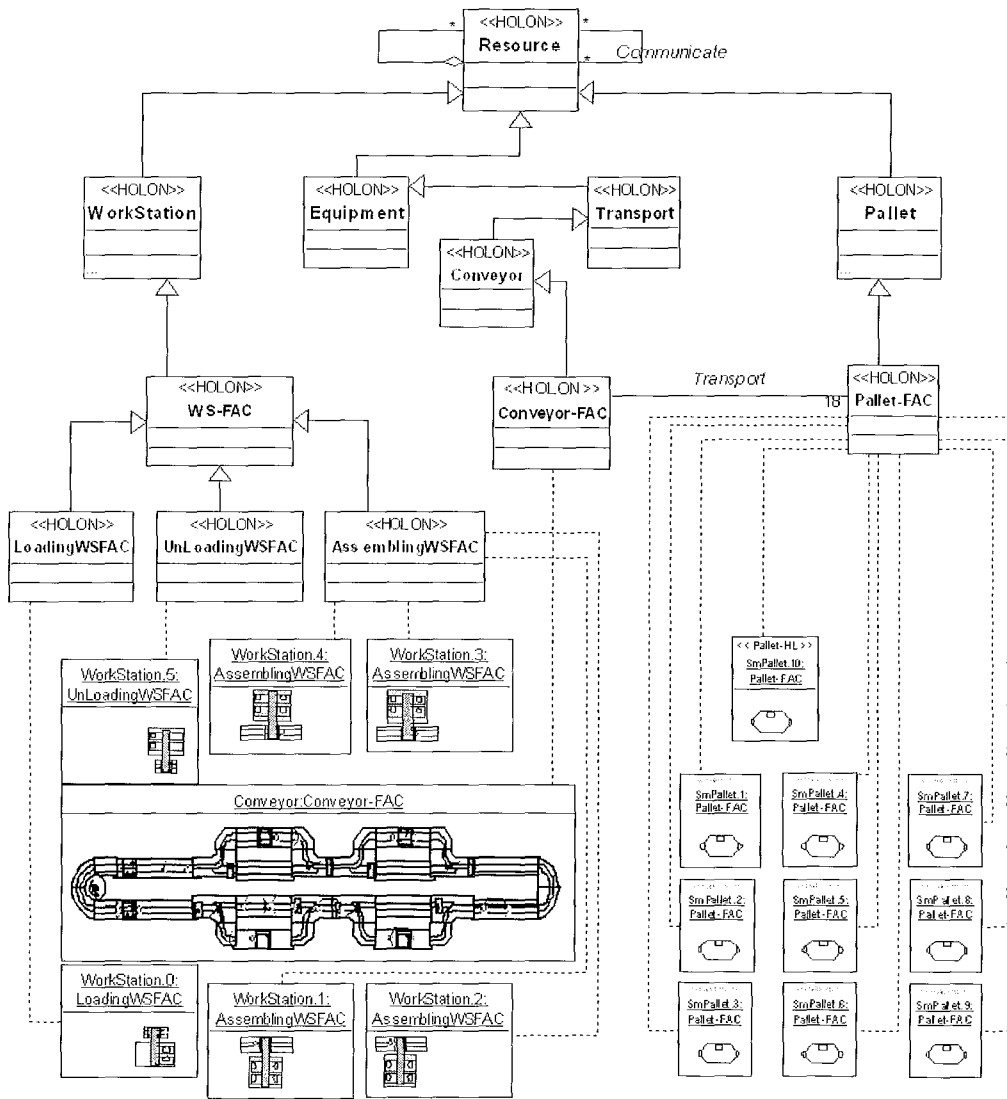 <<HOLON>>
Resource
*
*
*
Communicate
<<HOLON>>
WorkStation
...
<<HOLON>>
Equipment
<<HOLON>>
Transport
<<HOLON>>
Pallet
...
<<HOLON>>
Conveyor
<<HOLON>>
WS-FAC
<<HOLON>>
Conveyor-FAC
Transport
18
<<HOLON>>
Pallet-FAC
<<HOLON>>
LoadingWSFAC
<<HOLON>>
UnLoadingWSFAC
<<HOLON>>
AssemblingWSFAC
WorkStation.5:
UnLoadingWSFAC
WorkStation.4:
AssemblingWSFAC
WorkStation.3:
AssemblingWSFAC
<< Pallet-HL >>
SmPallet.10:
Pallet-FAC
Conveyor:Conveyor-FAC
SmPallet.1:
Pallet-FAC
SmPallet.4:
Pallet-FAC
SmPallet.7:
Pallet-FAC
SmPallet.2:
Pallet-FAC
SmPallet.5:
Pallet-FAC
SmPallet.8:
Pallet-FAC
WorkStation.0:
LoadingWSFAC
WorkStation.1:
AssemblingWSFAC
WorkStation.2:
AssemblingWSFAC
SmPallet.3:
Pallet-FAC
SmPallet.6:
Pallet-FAC
SmPallet.9:
Pallet-FAC